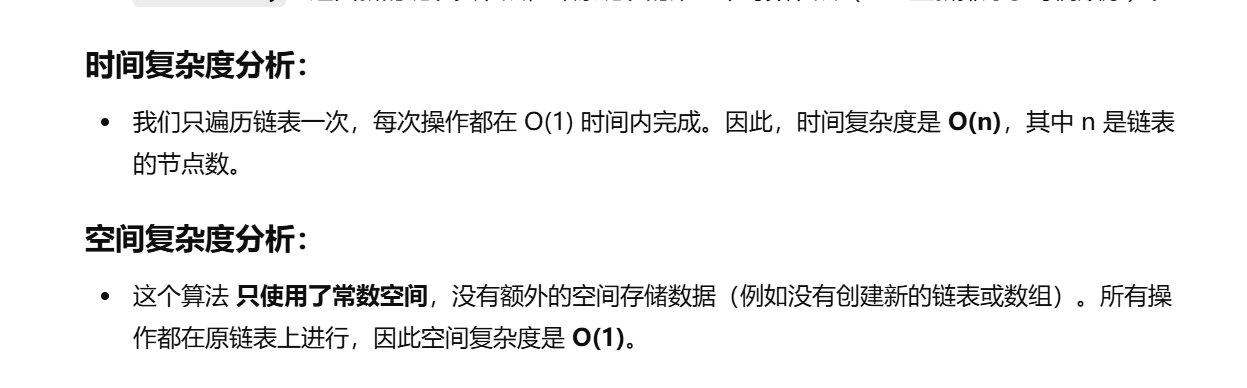 时间复杂度分析：
• 我们只遍历链表一次，每次操作都在 O(1) 时间内完成。因此，时间复杂度是 O(n)，其中 n 是链表
的节点数。
空间复杂度分析：
• 这个算法 只使用了常数空间，没有额外的空间存储数据（例如没有创建新的链表或数组）。所有操
作都在原链表上进行，因此空间复杂度是 O(1)。